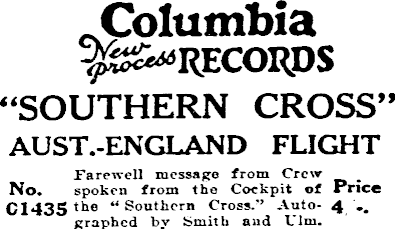 Columbia
New process RECORDS
"SOUTHERN CROSS"
AUST.-ENGLAND FLIGHT
Farewell message from Crew
No. spoken from the Cockpit of Price
C1435 the "Southern Cross." Auto- 4/-.
graphed by Smith and Ulm.